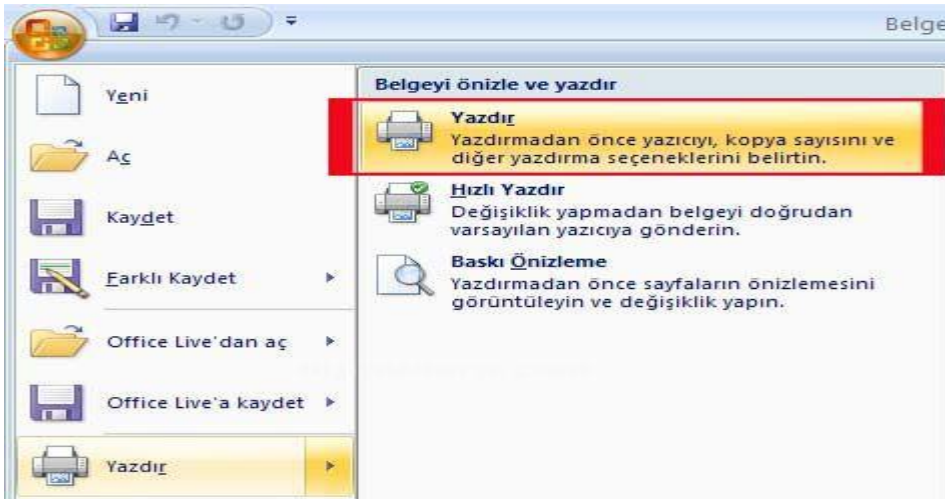 Belge
Yeni
Aç
Kaydet
Farklı Kaydet
Office Live'dan aç
Office Live'a kaydet
Yazdır
Belgeyi önizle ve yazdır
Yazdır
Yazdırmadan önce yazıcıyı, kopya sayısını ve
diğer yazdırma seçeneklerini belirtin.
Hızlı Yazdır
Değişiklik yapmadan belgeyi doğrudan
varsayılan yazıcıya gönderin.
Baskı Önizleme
Yazdırmadan önce sayfaların önizlemesini
görüntüleyin ve değişiklik yapın.